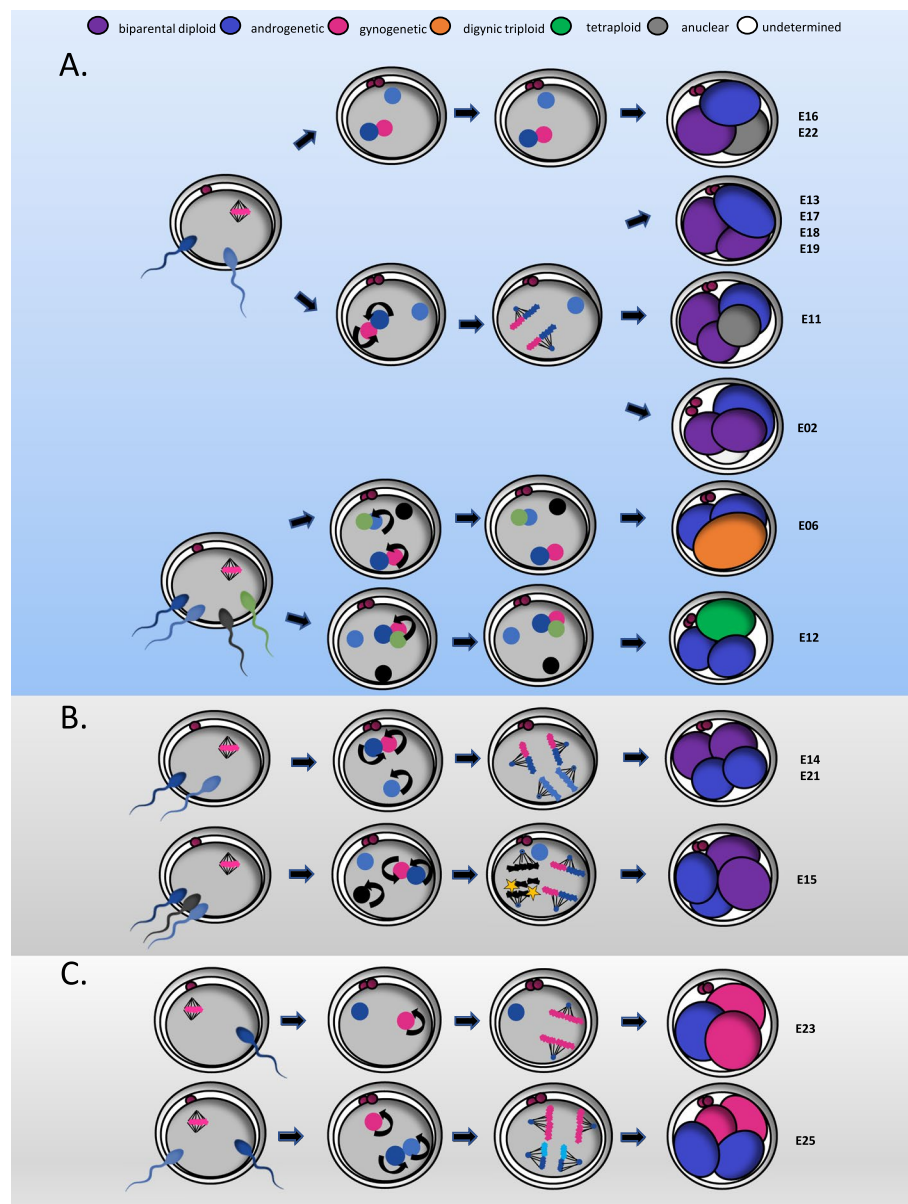 biparental diploid androgenetic gynogenetic digynic triploid tetraploid anuclear undetermined
A.
E16
E22
E13
E17
E18
E19
E11
E02
E06
E12
B.
E14
E21
E15
C.
E23
E25